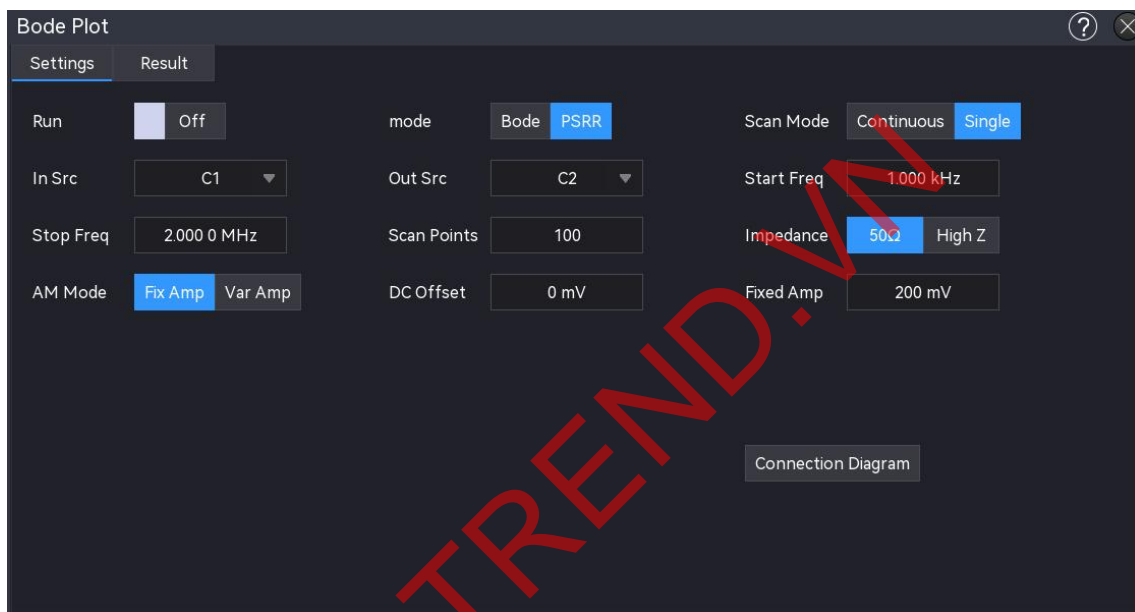 Bode Plot ?
Settings Result
Run Off mode Bode PSRR Scan Mode Continuous Single
In Src C1 Out Src C2 Start Freq 1.000 kHz
Stop Freq 2.000 0 MHz Scan Points 100 Impedance 50Ω High Z
AM Mode Fix Amp Var Amp DC Offset 0 mV Fixed Amp 200 mV
Connection Diagram
TREND.VN